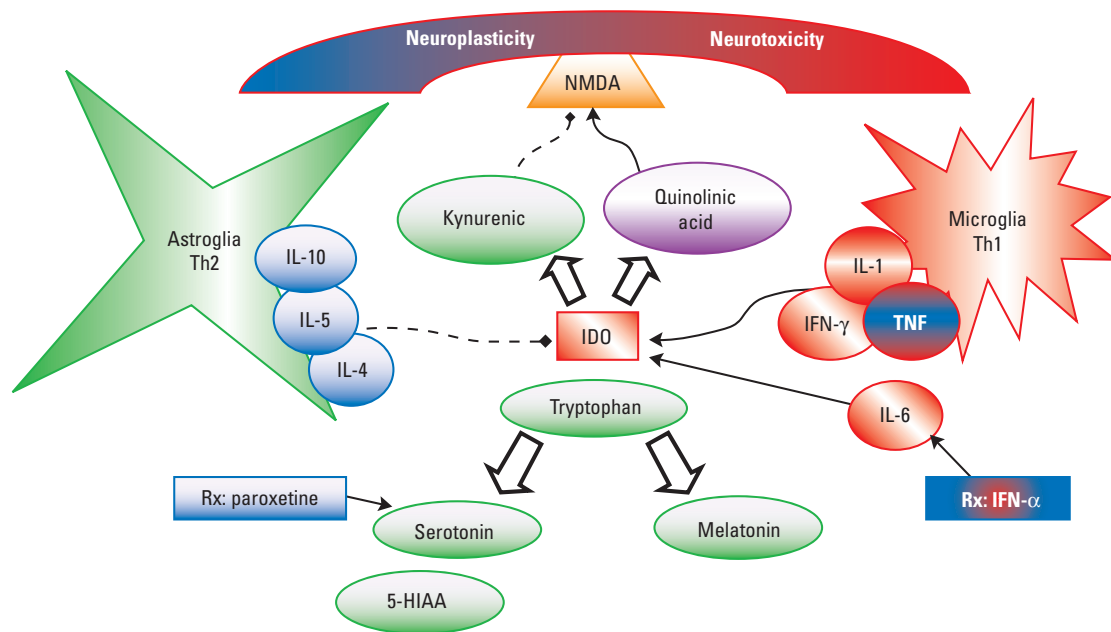 Neuroplasticity Neurotoxicity
NMDA
Kynurenic
Quinolinic
acid
Astroglia
Th2
IL-10
IL-5
IL-4
Microglia
Th1
IL-1
IFN-γ
TNF
IDO
IL-6
Tryptophan
Rx: paroxetine
Rx: IFN-α
Serotonin
Melatonin
5-HIAA